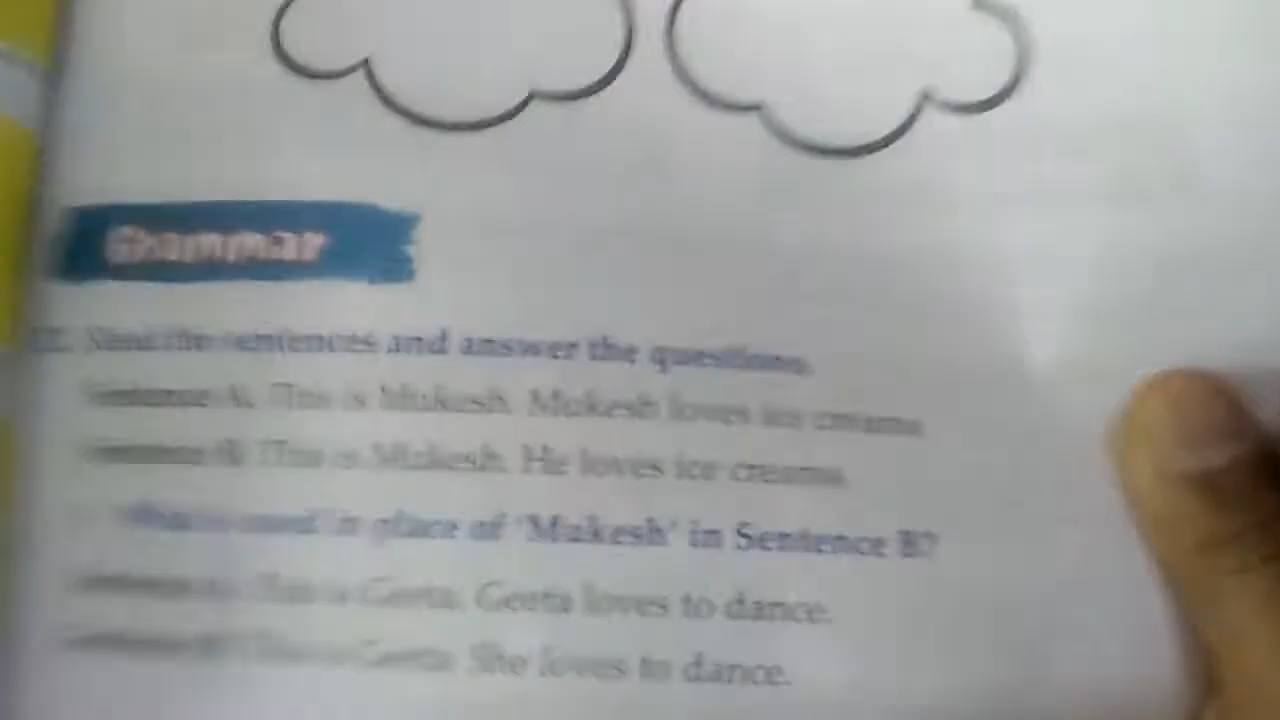 Grammar
Read the sentences and answer the questions.
Sentence A: This is Mukesh. Mukesh loves ice creams.
Sentence B: This is Mukesh. He loves ice creams.
used in place of 'Mukesh' in Sentence B?
Sentence A: This is Geeta. Geeta loves to dance.
Sentence B: This is Geeta. She loves to dance.